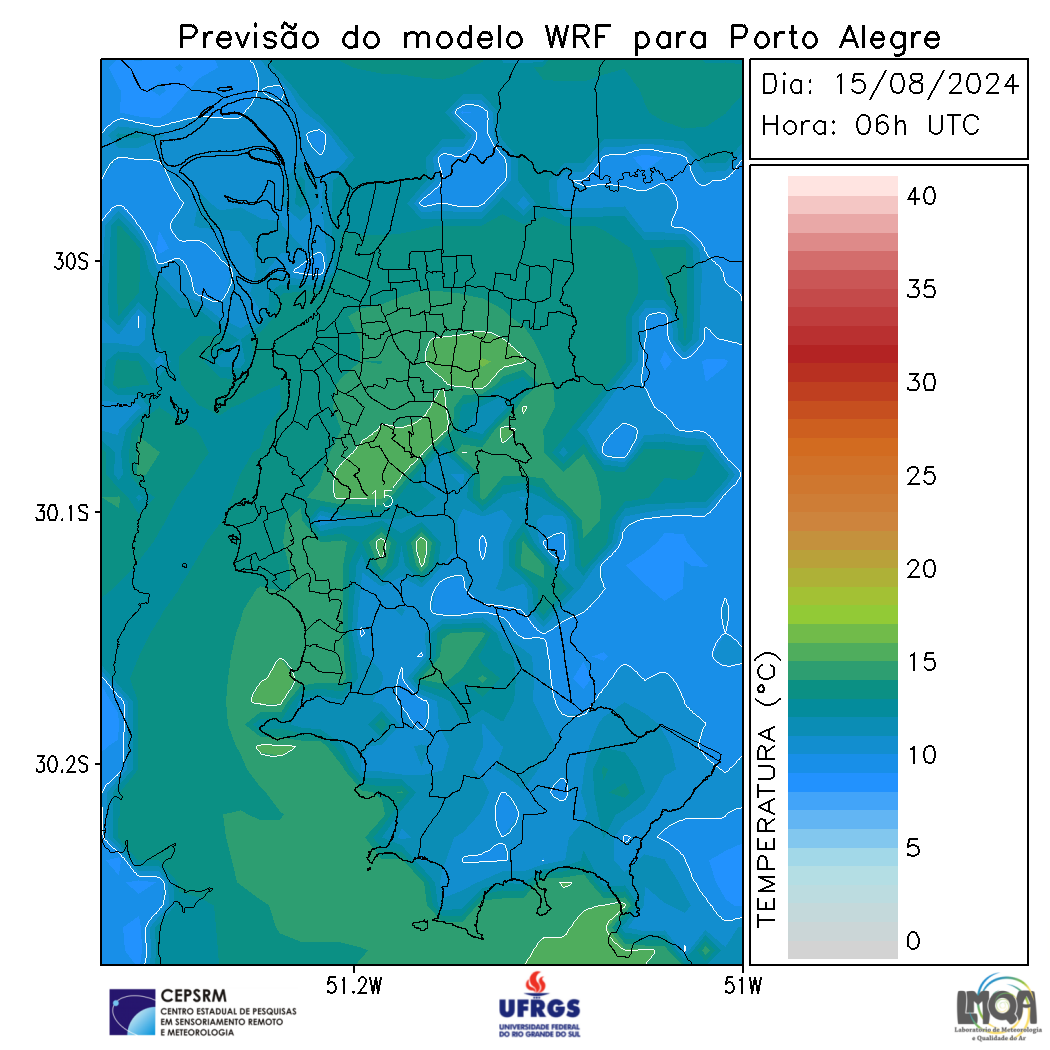 Previsão do modelo WRF para Porto Alegre
Dia: 15/08/2024
Hora: 06h UTC
30S
30.1S
30.2S
51.2W
51W
15
TEMPERATURA (°C)
40
35
30
25
20
15
10
5
0
CEPSRM
CENTRO ESTADUAL DE PESQUISAS
EM SENSORIAMENTO REMOTO
E METEOROLOGIA
UFRGS
UNIVERSIDADE FEDERAL
DO RIO GRANDE DO SUL
LMQA
Laboratório de Meteorologia
e Qualidade do Ar